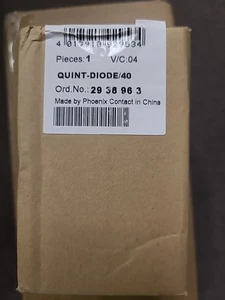 Pieces:1 V/C:04
QUINT-DIODE/40
Ord.No.: 29 38 96 3
Made by Phoenix Contact in China